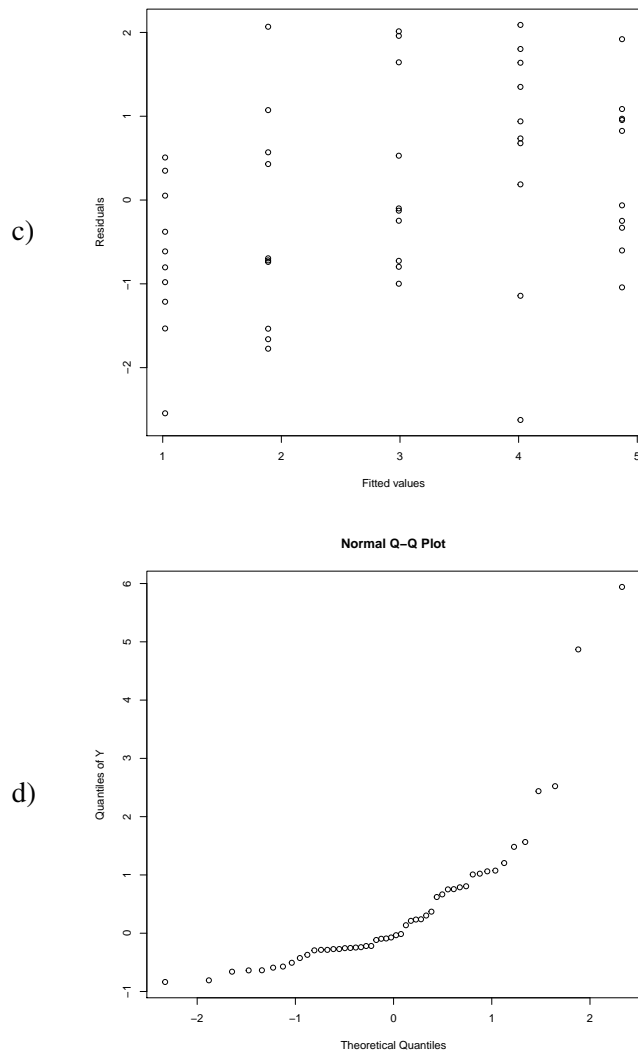 c)
2
1
0
−1
−2
Residuals
1 2 3 4 5
Fitted values
Normal Q−Q Plot
d)
6
5
4
3
2
1
0
−1
Quantiles of Y
−2 −1 0 1 2
Theoretical Quantiles